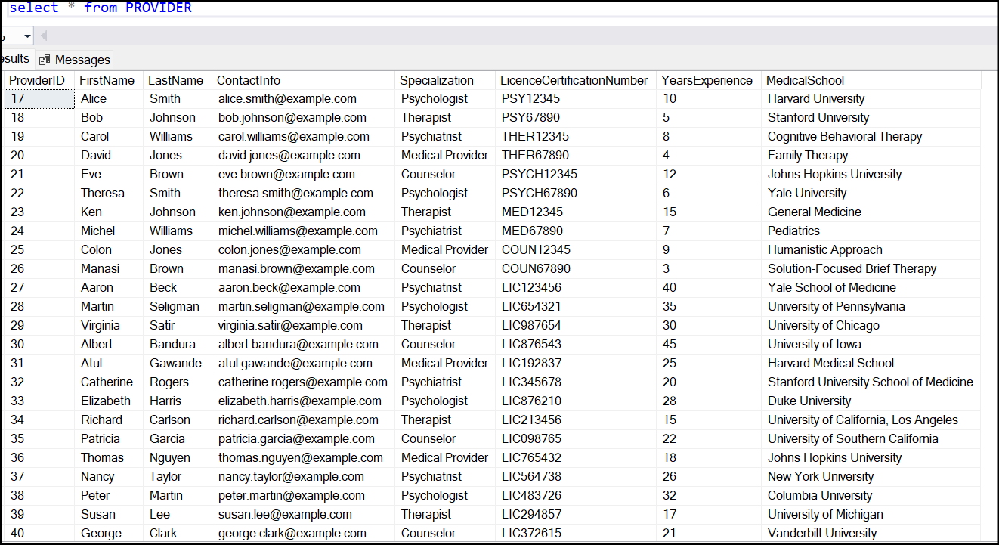 select * from PROVIDER
esults Messages
ProviderID FirstName LastName ContactInfo Specialization LicenceCertificationNumber YearsExperience MedicalSchool
17 Alice Smith alice.smith@example.com Psychologist PSY12345 10 Harvard University
18 Bob Johnson bob.johnson@example.com Therapist PSY67890 5 Stanford University
19 Carol Williams carol.williams@example.com Psychiatrist THER12345 8 Cognitive Behavioral Therapy
20 David Jones david.jones@example.com Medical Provider THER67890 4 Family Therapy
21 Eve Brown eve.brown@example.com Counselor PSYCH12345 12 Johns Hopkins University
22 Theresa Smith theresa.smith@example.com Psychologist PSYCH67890 6 Yale University
23 Ken Johnson ken.johnson@example.com Therapist MED12345 15 General Medicine
24 Michel Williams michel.williams@example.com Psychiatrist MED67890 7 Pediatrics
25 Colon Jones colon.jones@example.com Medical Provider COUN12345 9 Humanistic Approach
26 Manasi Brown manasi.brown@example.com Counselor COUN67890 3 Solution-Focused Brief Therapy
27 Aaron Beck aaron.beck@example.com Psychiatrist LIC123456 40 Yale School of Medicine
28 Martin Seligman martin.seligman@example.com Psychologist LIC654321 35 University of Pennsylvania
29 Virginia Satir virginia.satir@example.com Therapist LIC987654 30 University of Chicago
30 Albert Bandura albert.bandura@example.com Counselor LIC876543 45 University of Iowa
31 Atul Gawande atul.gawande@example.com Medical Provider LIC192837 25 Harvard Medical School
32 Catherine Rogers catherine.rogers@example.com Psychiatrist LIC345678 20 Stanford University School of Medicine
33 Elizabeth Harris elizabeth.harris@example.com Psychologist LIC876210 28 Duke University
34 Richard Carlson richard.carlson@example.com Therapist LIC213456 15 University of California, Los Angeles
35 Patricia Garcia patricia.garcia@example.com Counselor LIC098765 22 University of Southern California
36 Thomas Nguyen thomas.nguyen@example.com Medical Provider LIC765432 18 Johns Hopkins University
37 Nancy Taylor nancy.taylor@example.com Psychiatrist LIC564738 26 New York University
38 Peter Martin peter.martin@example.com Psychologist LIC483726 32 Columbia University
39 Susan Lee susan.lee@example.com Therapist LIC294857 17 University of Michigan
40 George Clark george.clark@example.com Counselor LIC372615 21 Vanderbilt University